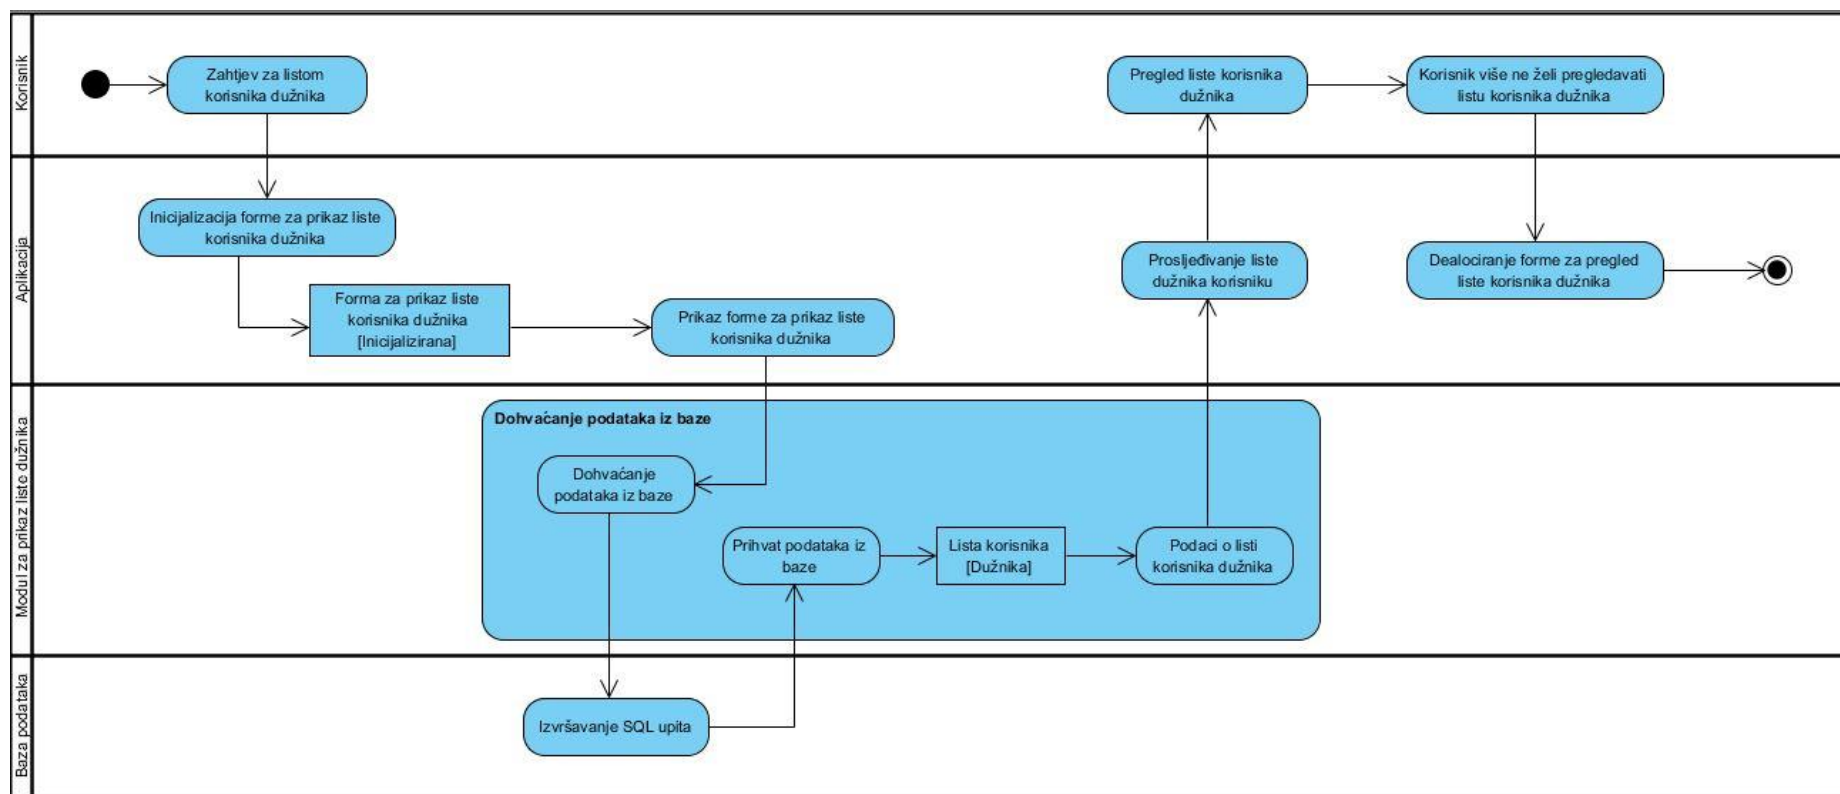 Korisnik
Zahtjev za listom
korisnika dužnika
Pregled liste korisnika
dužnika
Korisnik više ne želi pregledavati
listu korisnika dužnika
Aplikacija
Inicijalizacija forme za prikaz liste
korisnika dužnika
Forma za prikaz liste
korisnika dužnika
[Inicijalizirana]
Prikaz forme za prikaz liste
korisnika dužnika
Prosljeđivanje liste
dužnika korisniku
Dealociranje forme za pregled
liste korisnika dužnika
Modul za prikaz liste dužnika
Dohvaćanje podataka iz baze
Dohvaćanje
podataka iz baze
Prihvat podataka iz
baze
Lista korisnika
[Dužnika]
Podaci o listi
korisnika dužnika
Baza podataka
Izvršavanje SQL upita